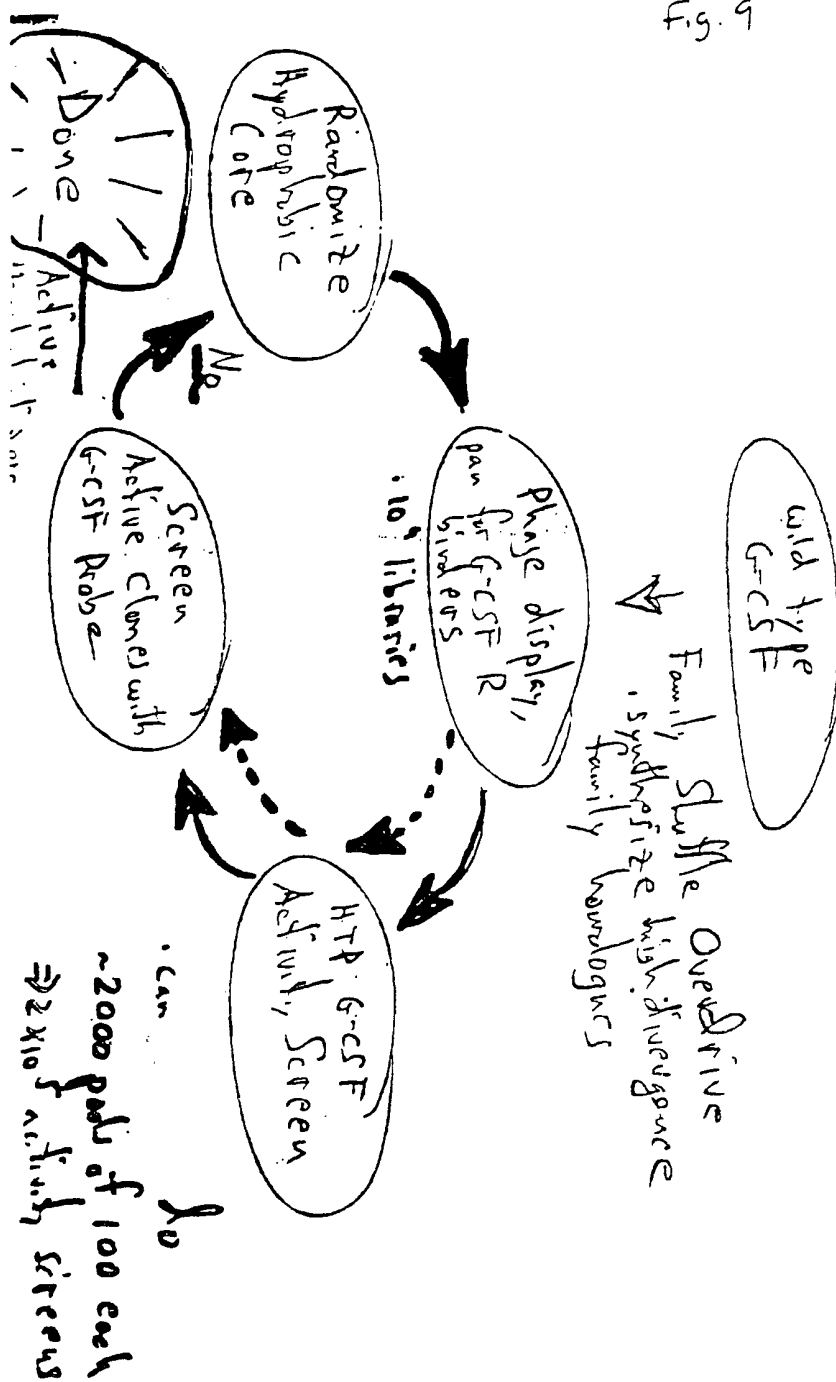 Fig. 9
wild type
G-CSF
Family Shuffle Overdrive
· synthesize high divergence
family homologues
Phage display,
pan for G-CSF R
binders
libraries
HTP G-CSF
Activity Screen
· can do
~2000 pools of 100 each
⇒ 2x10⁵ activity screens
Screen
Active Clones with
G-CSF Probe
No
Randomize
Hydrophobic
Core
Active
Done